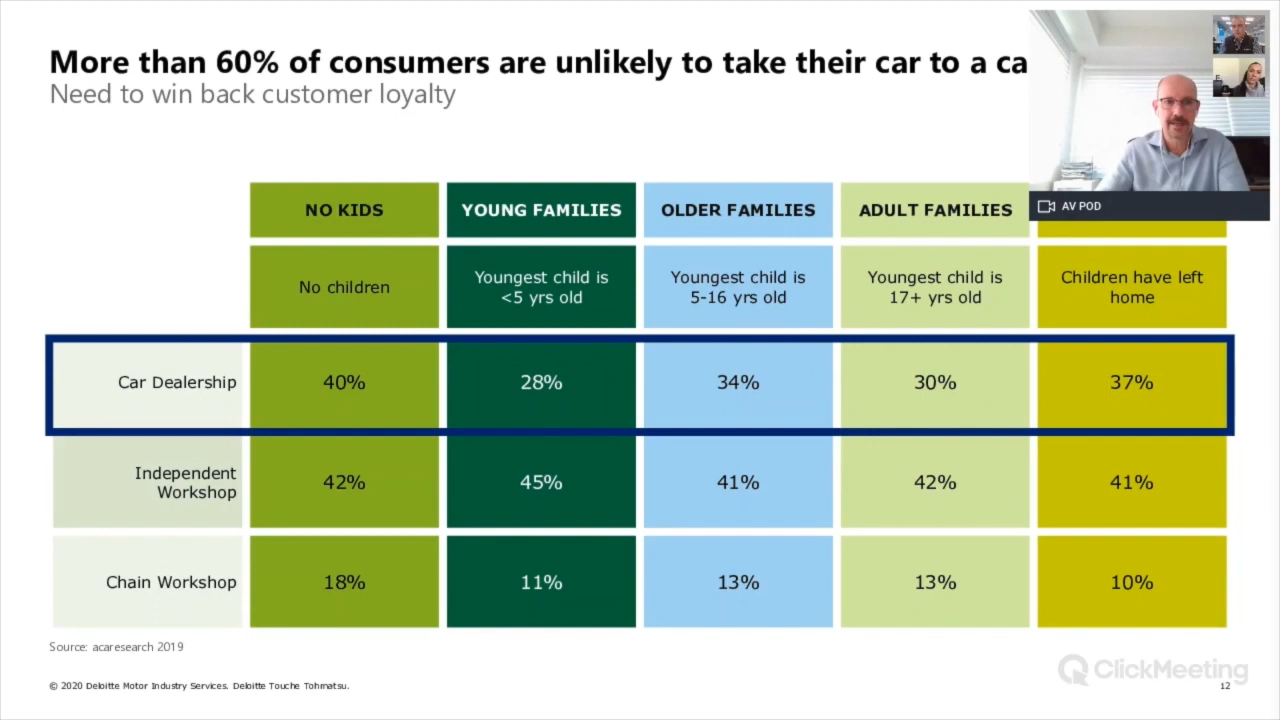 More than 60% of consumers are unlikely to take their car to a ca
Need to win back customer loyalty
AV POD
NO KIDS
YOUNG FAMILIES
OLDER FAMILIES
ADULT FAMILIES
No children
Youngest child is
<5 yrs old
Youngest child is
5-16 yrs old
Youngest child is
17+ yrs old
Children have left
home
Car Dealership
40%
28%
34%
30%
37%
Independent
Workshop
42%
45%
41%
42%
41%
Chain Workshop
18%
11%
13%
13%
10%
Source: acaresearch 2019
ClickMeeting
© 2020 Deloitte Motor Industry Services. Deloitte Touche Tohmatsu.
12